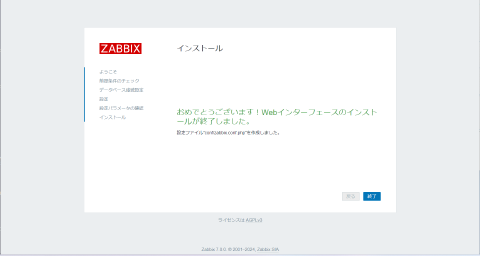 ZABBIX
インストール
ようこそ
前提条件のチェック
データベース接続設定
設定
設定パラメータの確認
インストール
おめでとうございます！Webインターフェースのインスト
ールが終了しました。
設定ファイル"conf/zabbix.conf.php"を作成しました。
戻る
終了
ライセンスは AGPLv3
Zabbix 7.0.0. © 2001–2024, Zabbix SIA